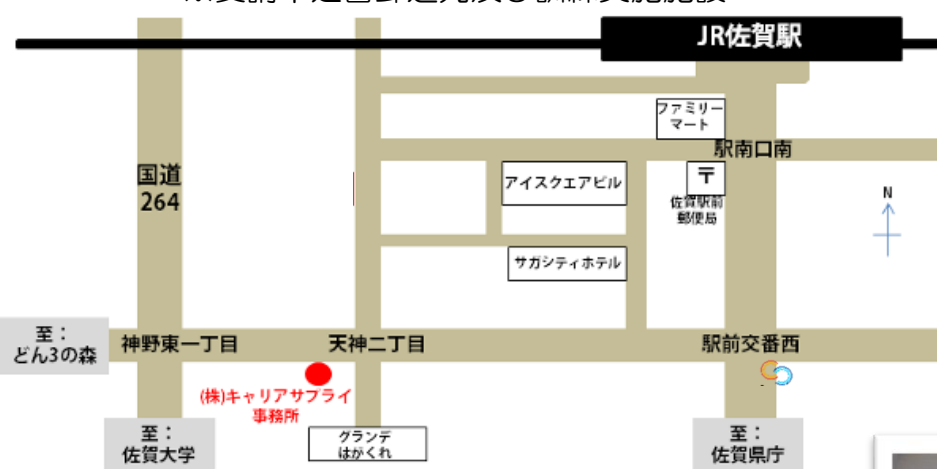 JR佐賀駅
ファミリー
マート
駅南口南
国道
264
アイスクエアビル
〒
佐賀駅前
郵便局
N
サガシティホテル
至：
どん3の森
神野東一丁目
天神二丁目
駅前交番西
(株)キャリアサプライ
事務所
グランデ
はがくれ
至：
佐賀大学
至：
佐賀県庁